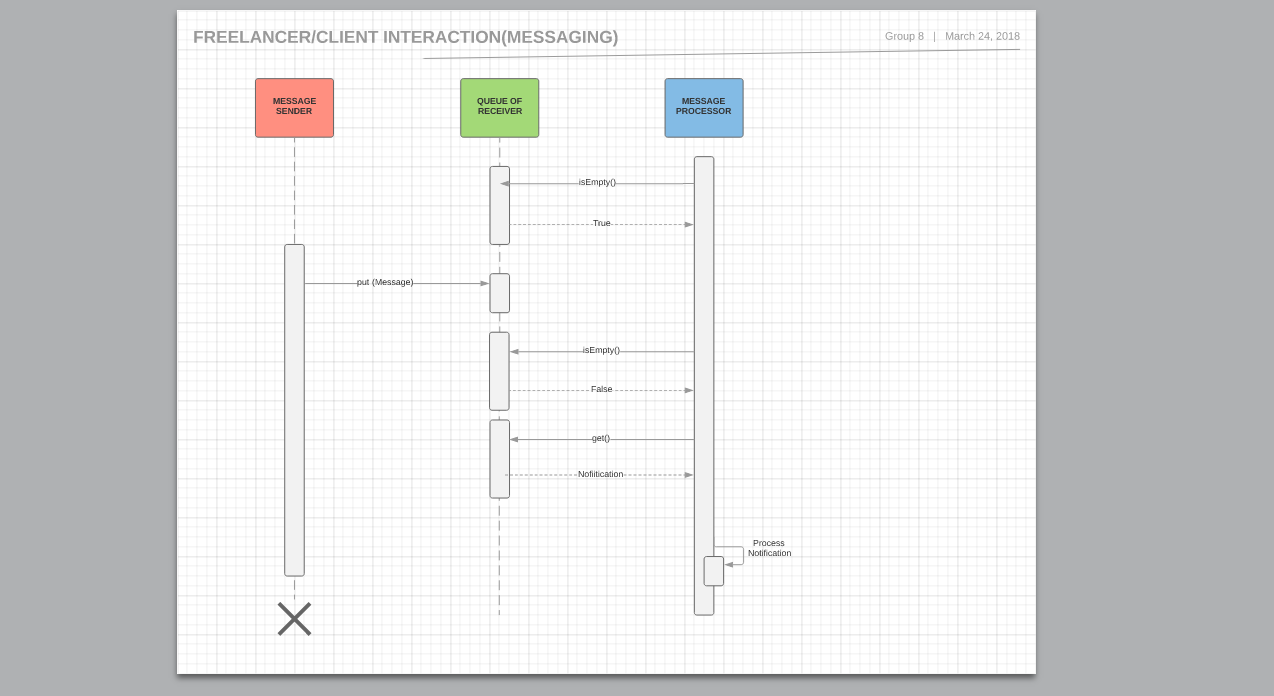 FREELANCER/CLIENT INTERACTION(MESSAGING)
Group 8 | March 24, 2018
MESSAGE
SENDER
QUEUE OF
RECEIVER
MESSAGE
PROCESSOR
isEmpty()
True
put (Message)
isEmpty()
False
get()
Nofiitication
Process
Notification